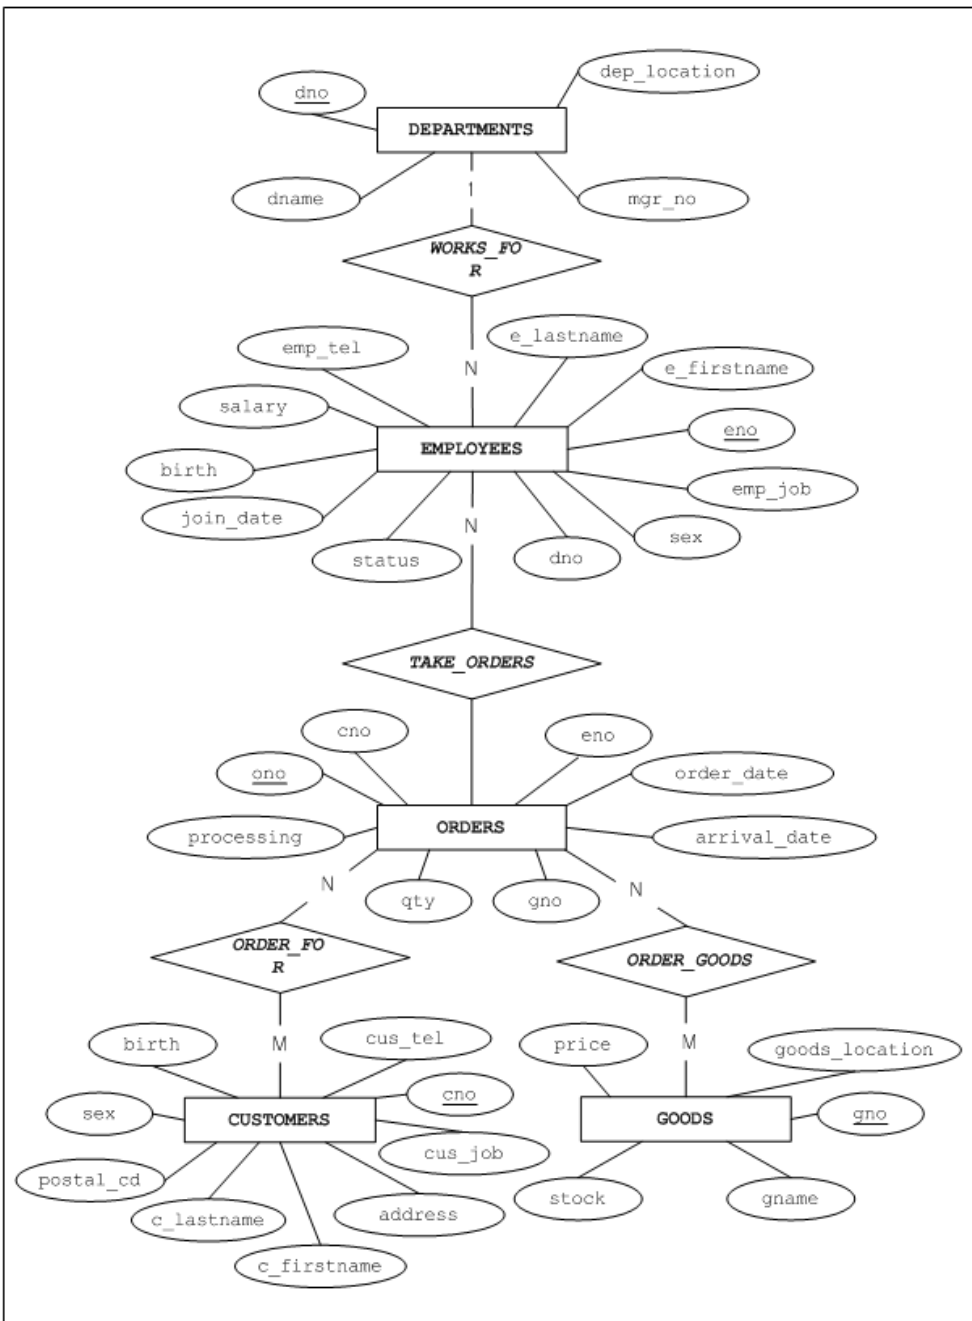 dep_location
dno
DEPARTMENTS
dname
1
mgr_no
WORKS_FO
R
e_lastname
emp_tel
N
e_firstname
salary
eno
EMPLOYEES
birth
emp_job
join_date
N
sex
status
dno
TAKE_ORDERS
cno
eno
ono
order_date
ORDERS
processing
arrival_date
N
N
qty
gno
ORDER_FO
R
ORDER_GOODS
birth
cus_tel
M
price
M
goods_location
cno
sex
CUSTOMERS
GOODS
gno
cus_job
postal_cd
stock
gname
c_lastname
address
c_firstname